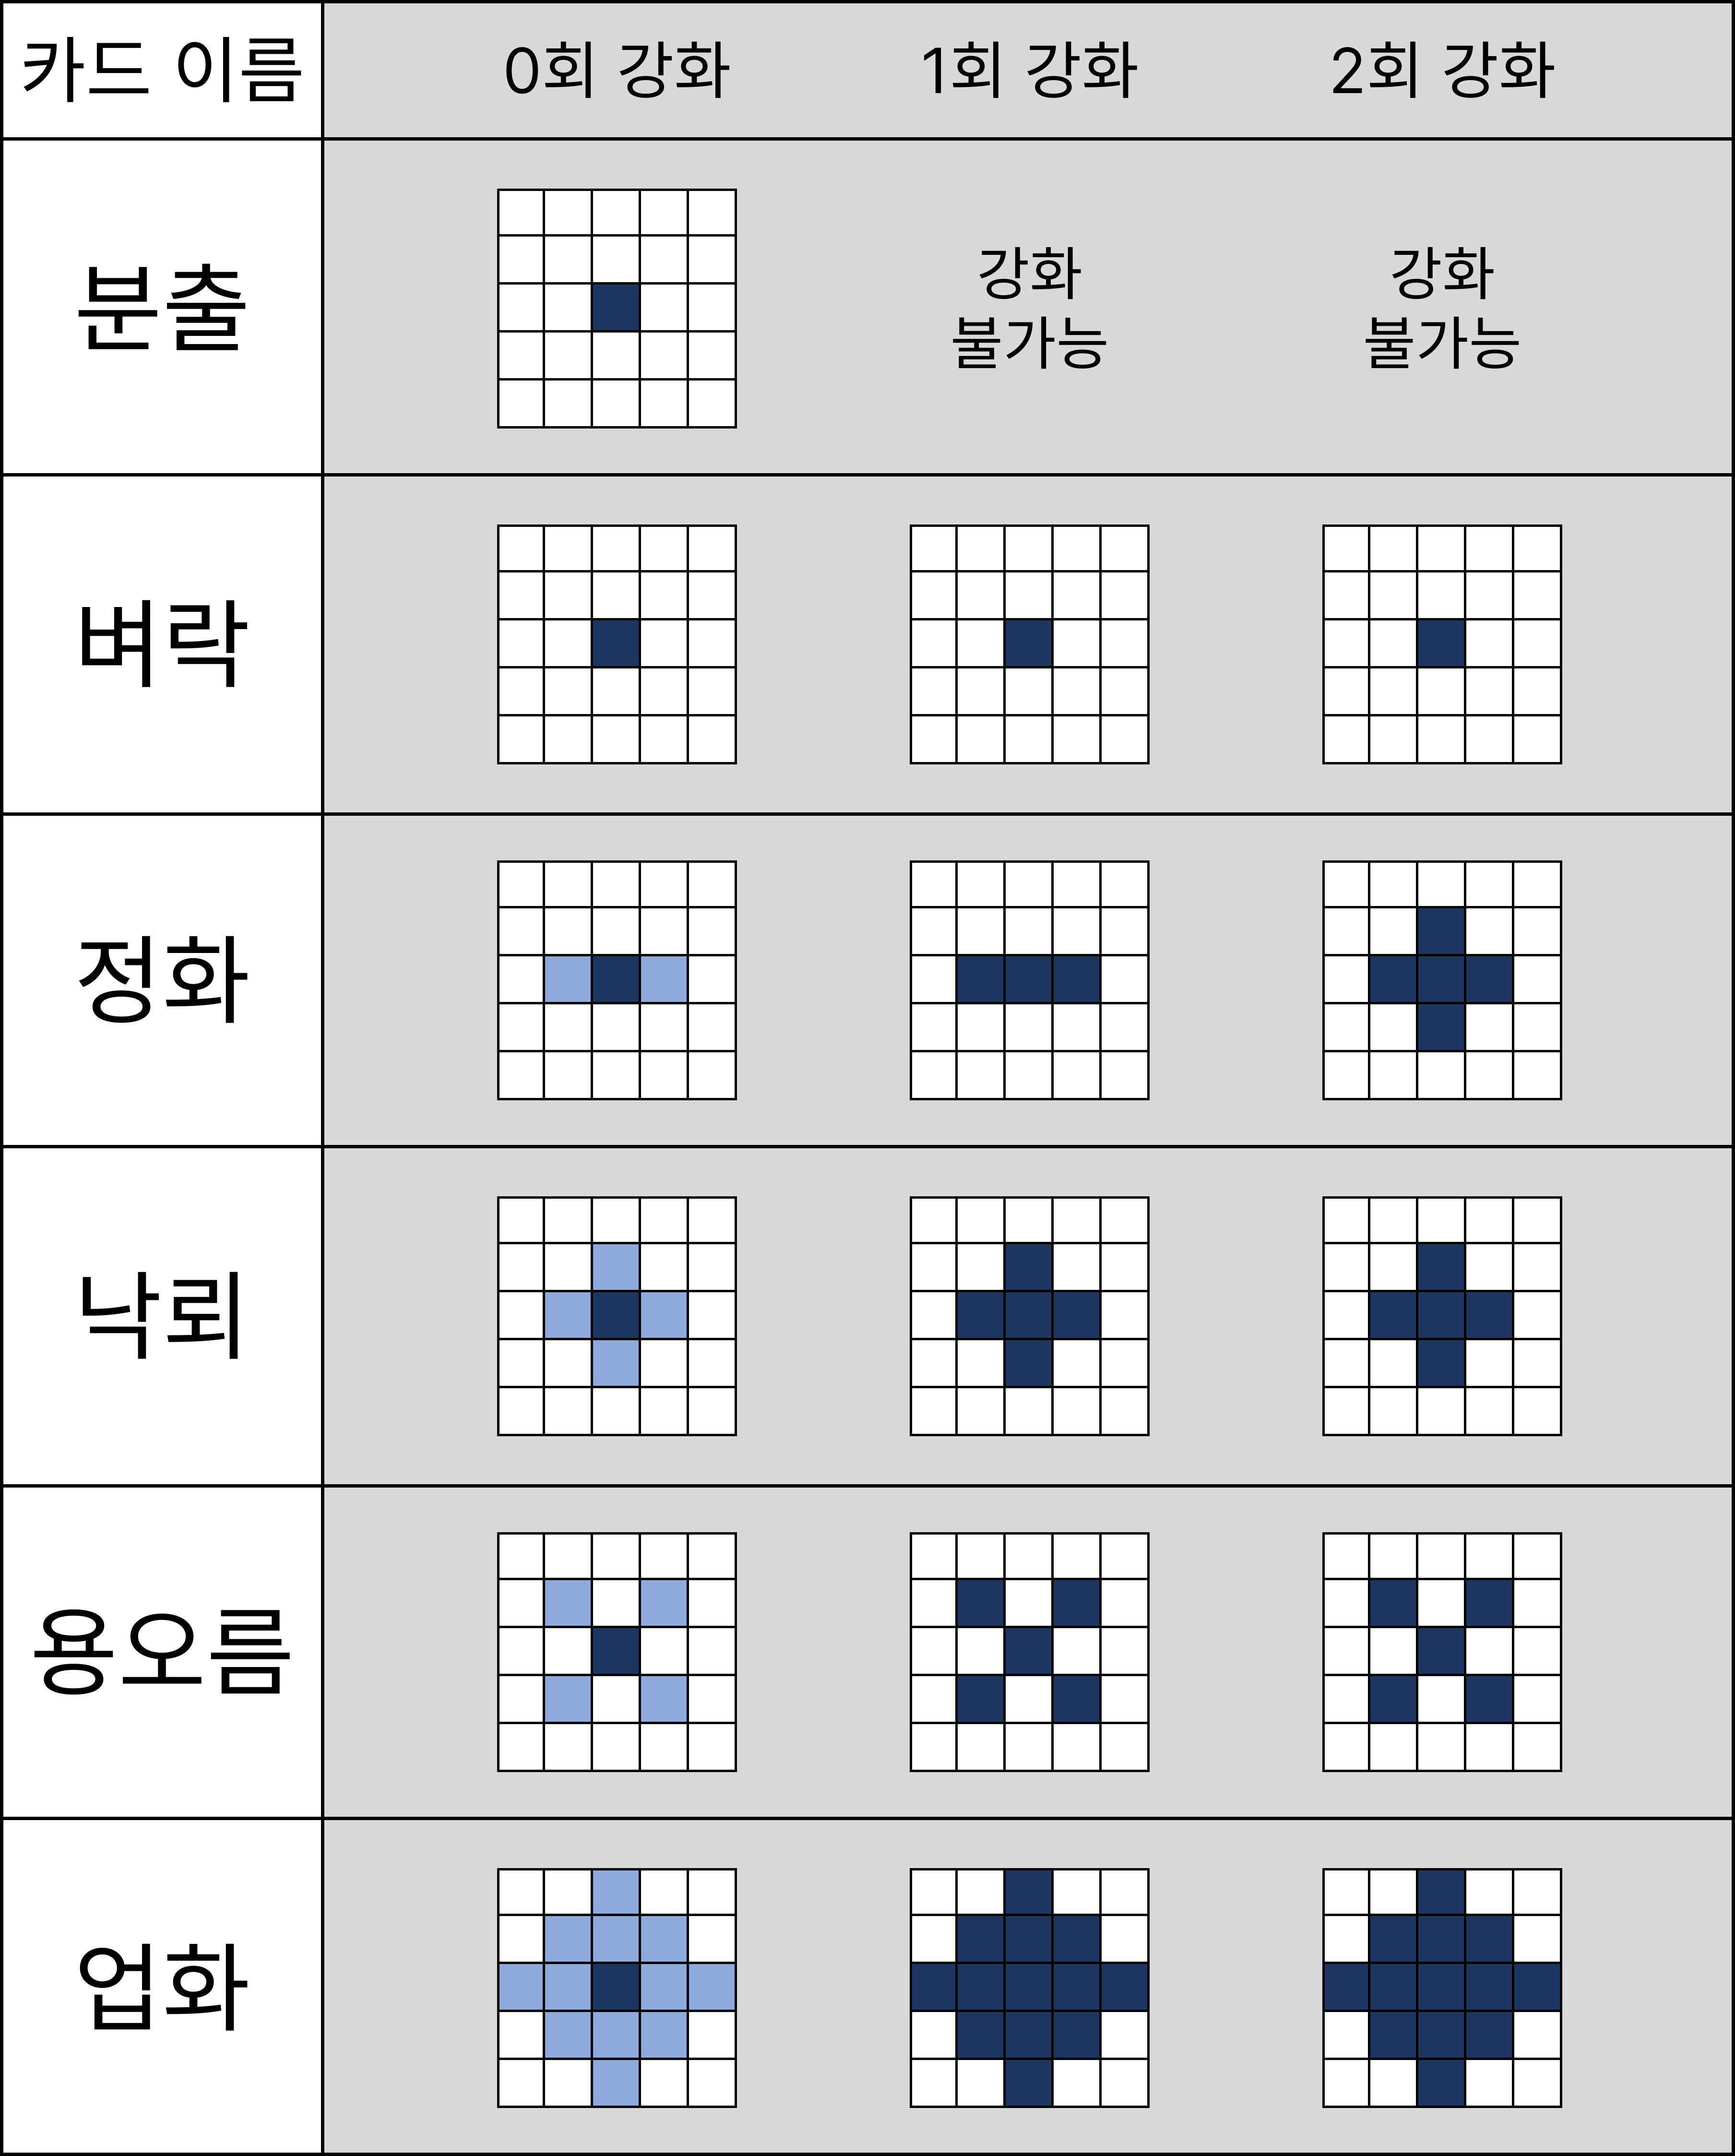 카드 이름 0회 강화 1회 강화 2회 강화
분출
강화
불가능
강화
불가능
벼락
정화
낙뢰
용오름
업화